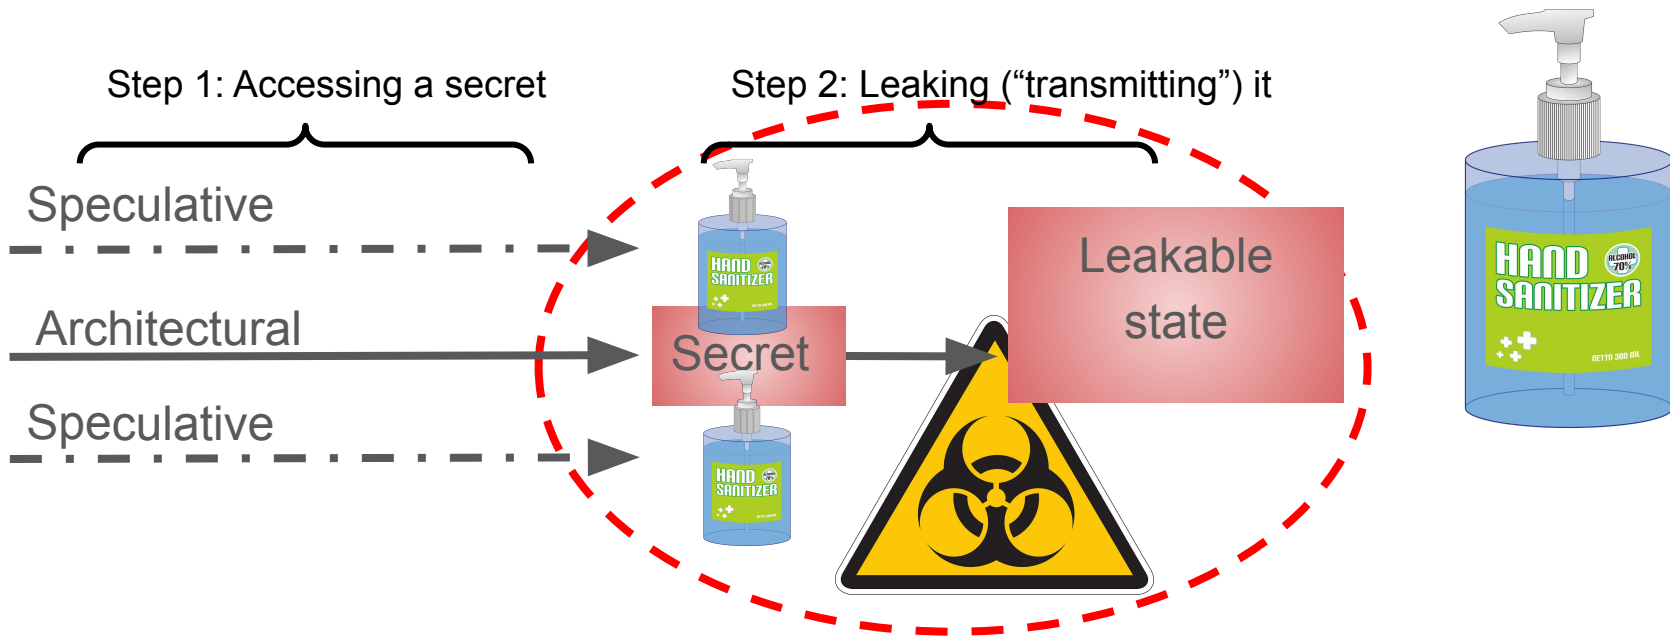 Step 1: Accessing a secret
Step 2: Leaking (“transmitting”) it
Speculative
Architectural
Speculative
HAND
SANITIZER
Secret
HAND
SANITIZER
Leakable
state
HAND
SANITIZER
ALCOHOL
70%
NETTO 300 ML